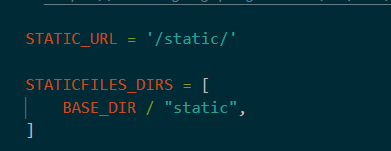 STATIC_URL = '/static/'
STATICFILES_DIRS = [
    BASE_DIR / "static",
]